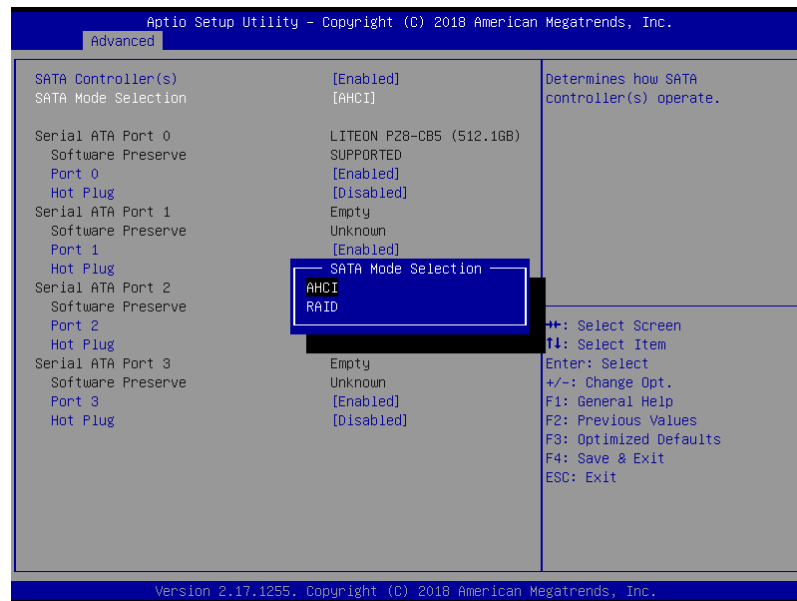 Aptio Setup Utility – Copyright (C) 2018 American Megatrends, Inc.
Advanced
SATA Controller(s) [Enabled]
SATA Mode Selection [AHCI]
Serial ATA Port 0 LITEON PZ8-CB5 (512.1GB)
Software Preserve SUPPORTED
Port 0 [Enabled]
Hot Plug [Disabled]
Serial ATA Port 1 Empty
Software Preserve Unknown
Port 1 [Enabled]
Hot Plug
Serial ATA Port 2
Software Preserve
Port 2
Hot Plug
Serial ATA Port 3 Empty
Software Preserve Unknown
Port 3 [Enabled]
Hot Plug [Disabled]
SATA Mode Selection
AHCI
RAID
Determines how SATA
controller(s) operate.
→←: Select Screen
↑↓: Select Item
Enter: Select
+/-: Change Opt.
F1: General Help
F2: Previous Values
F3: Optimized Defaults
F4: Save & Exit
ESC: Exit
Version 2.17.1255. Copyright (C) 2018 American Megatrends, Inc.